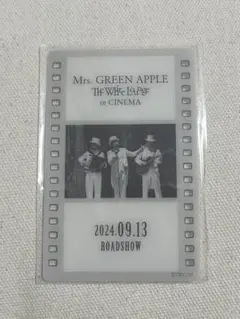 Mrs. GREEN APPLE
The White Lounge
in CINEMA
2024.09.13
ROADSHOW